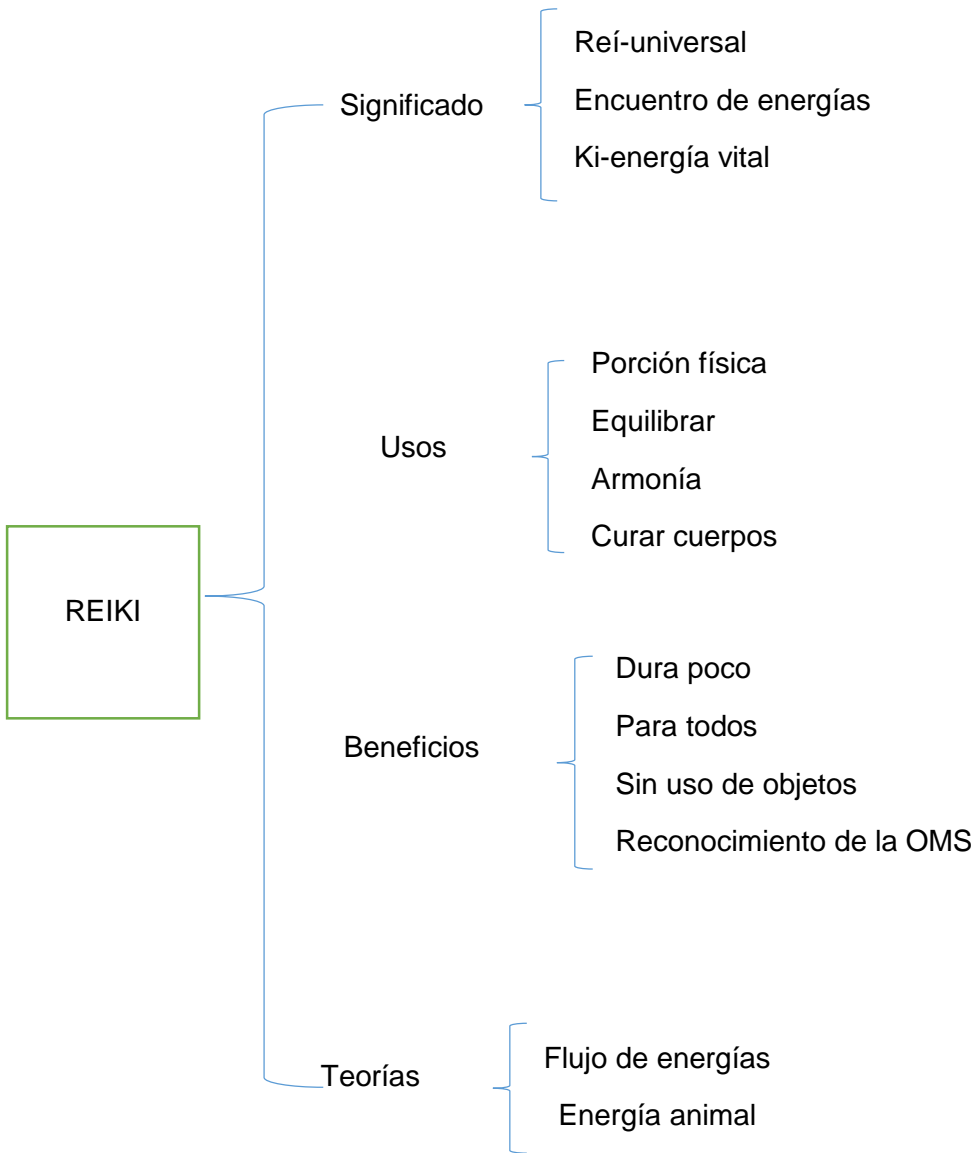 REIKI
Significado
Reí-universal
Encuentro de energías
Ki-energía vital
Usos
Porción física
Equilibrar
Armonía
Curar cuerpos
Beneficios
Dura poco
Para todos
Sin uso de objetos
Reconocimiento de la OMS
Teorías
Flujo de energías
Energía animal